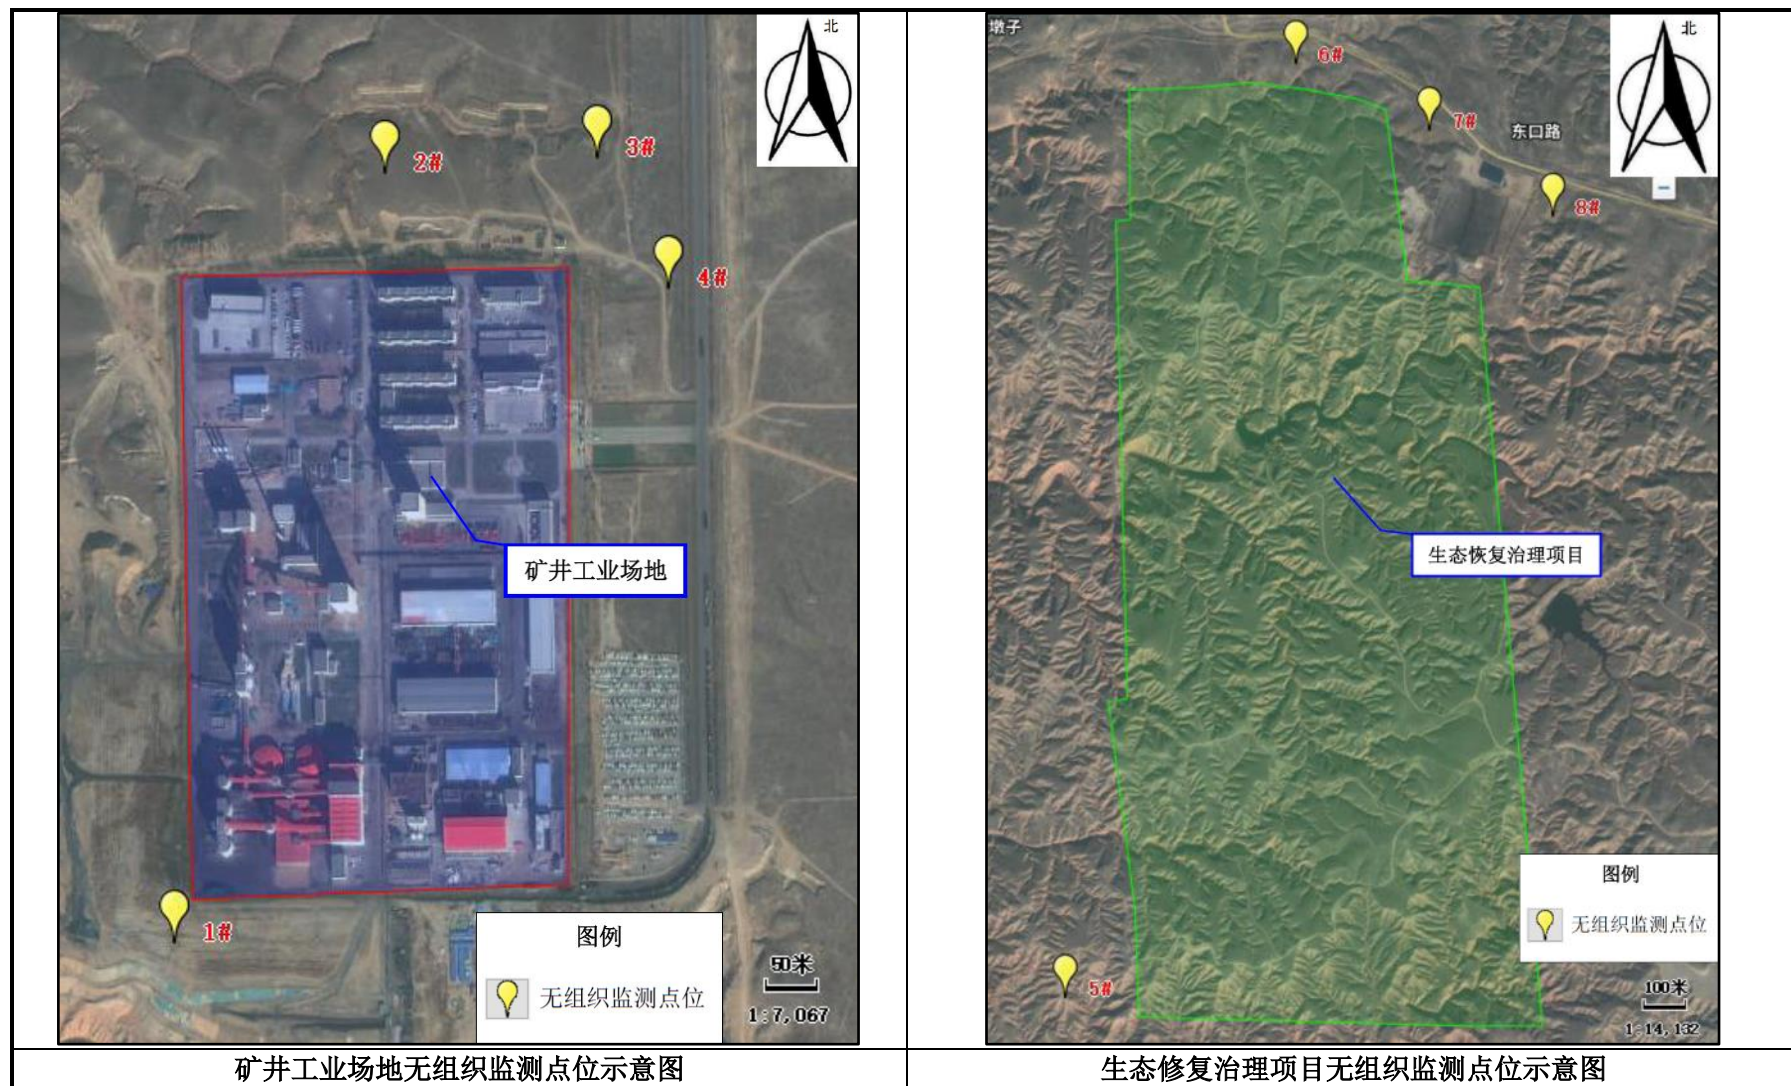 北
2#
3#
4#
矿井工业场地
1#
图例
无组织监测点位
50米
1:7,067
矿井工业场地无组织监测点位示意图
墩子
北
6#
7#
东口路
8#
生态恢复治理项目
图例
无组织监测点位
5#
100米
1:14,132
生态修复治理项目无组织监测点位示意图